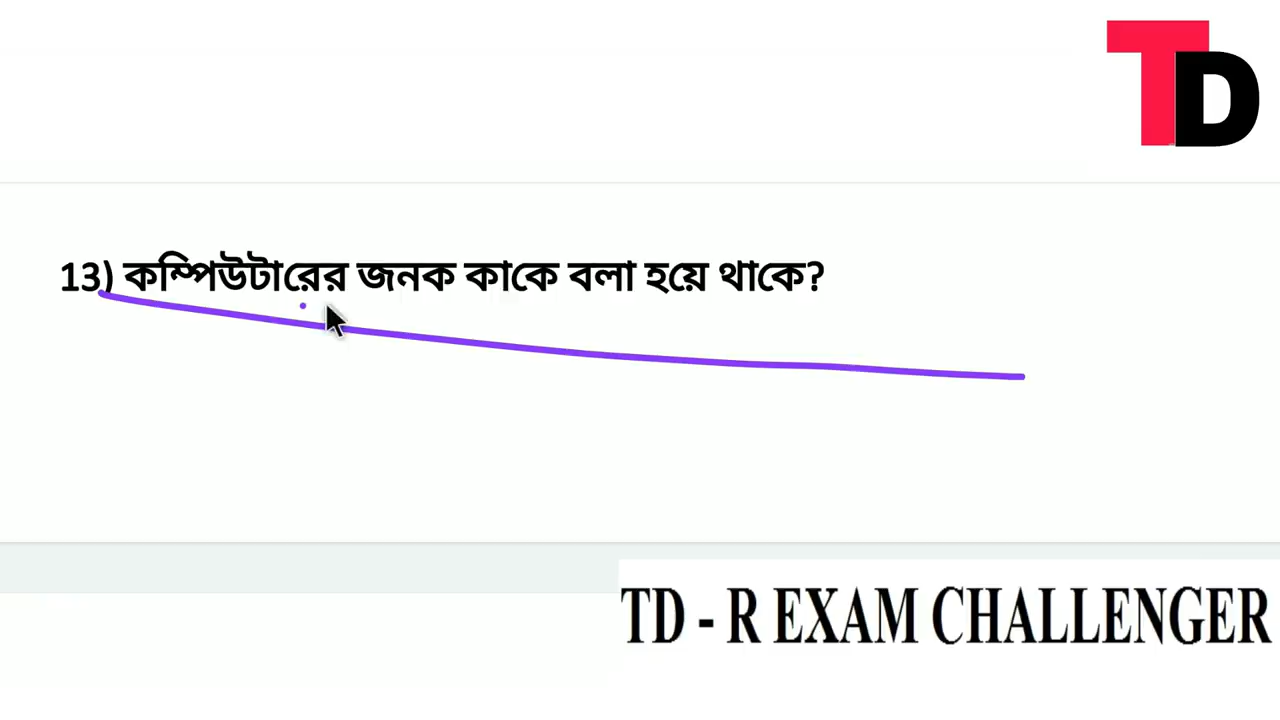 TD
13) কম্পিউটারের জনক কাকে বলা হয়ে থাকে?
TD - R EXAM CHALLENGER